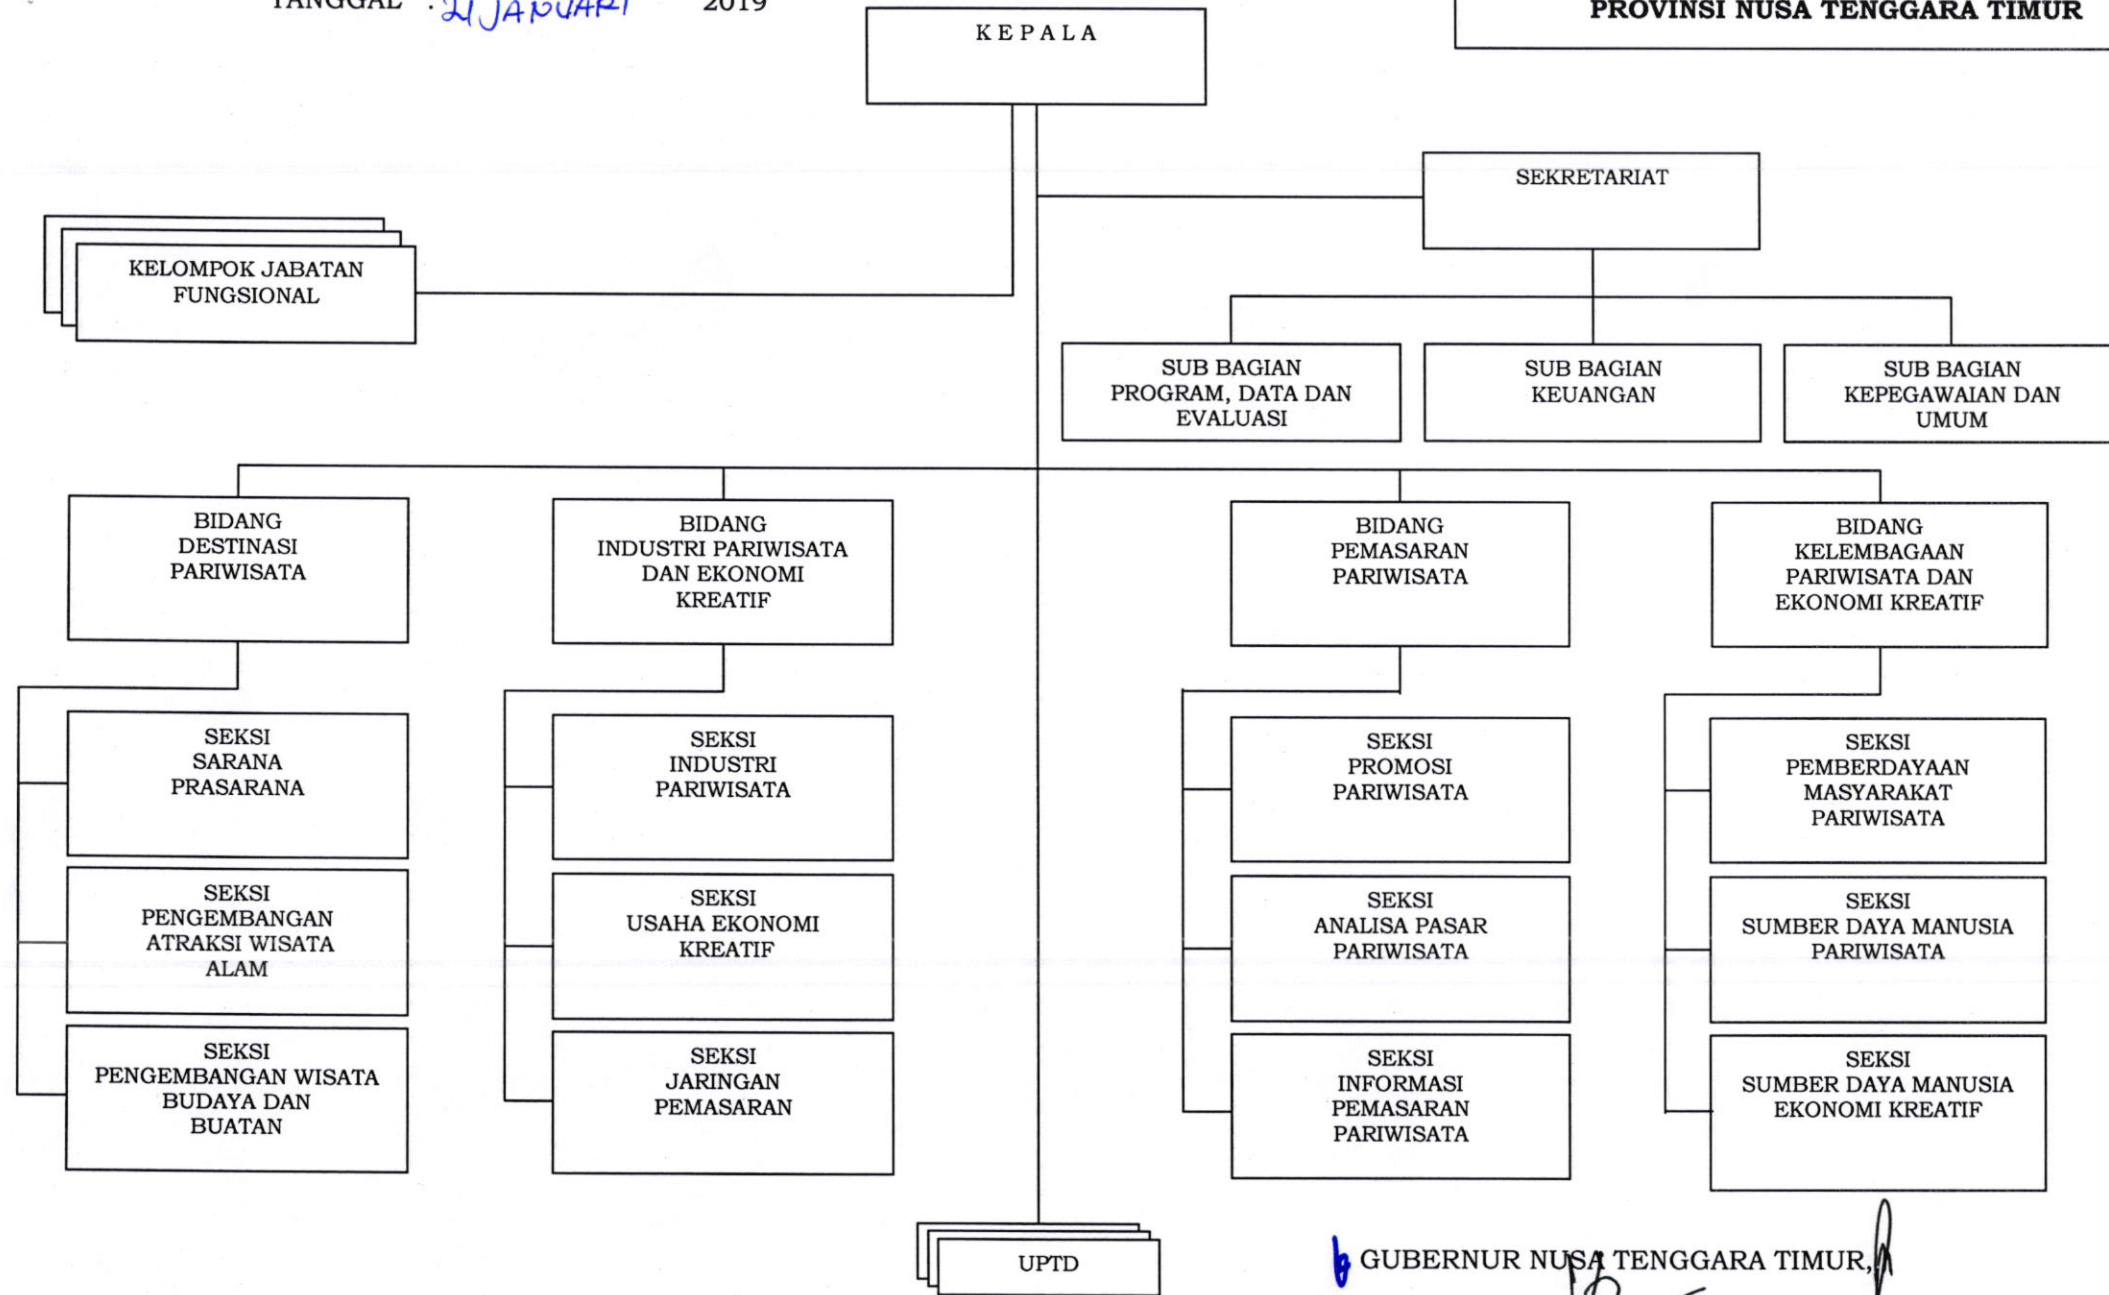 TANGGAL : 21 JANUARI 2019
PROVINSI NUSA TENGGARA TIMUR
KEPALA
SEKRETARIAT
KELOMPOK JABATAN
FUNGSIONAL
SUB BAGIAN
PROGRAM, DATA DAN
EVALUASI
SUB BAGIAN
KEUANGAN
SUB BAGIAN
KEPEGAWAIAN DAN
UMUM
BIDANG
DESTINASI
PARIWISATA
BIDANG
INDUSTRI PARIWISATA
DAN EKONOMI
KREATIF
BIDANG
PEMASARAN
PARIWISATA
BIDANG
KELEMBAGAAN
PARIWISATA DAN
EKONOMI KREATIF
SEKSI
SARANA
PRASARANA
SEKSI
INDUSTRI
PARIWISATA
SEKSI
PROMOSI
PARIWISATA
SEKSI
PEMBERDAYAAN
MASYARAKAT
PARIWISATA
SEKSI
PENGEMBANGAN
ATRAKSI WISATA
ALAM
SEKSI
USAHA EKONOMI
KREATIF
SEKSI
ANALISA PASAR
PARIWISATA
SEKSI
SUMBER DAYA MANUSIA
PARIWISATA
SEKSI
PENGEMBANGAN WISATA
BUDAYA DAN
BUATAN
SEKSI
JARINGAN
PEMASARAN
SEKSI
INFORMASI
PEMASARAN
PARIWISATA
SEKSI
SUMBER DAYA MANUSIA
EKONOMI KREATIF
UPTD
GUBERNUR NUSA TENGGARA TIMUR,